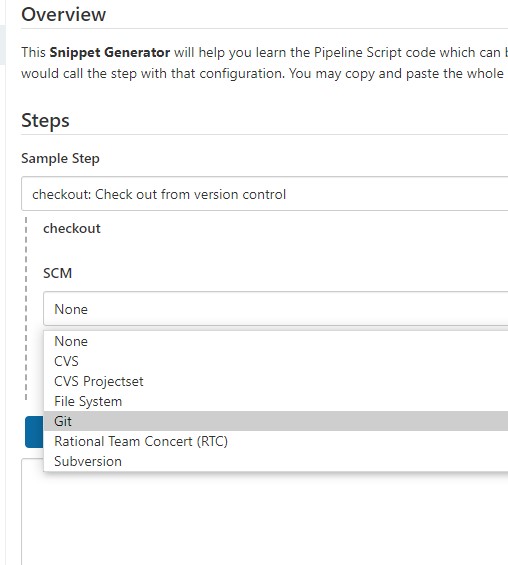 Overview
This Snippet Generator will help you learn the Pipeline Script code which can
would call the step with that configuration. You may copy and paste the whole
Steps
Sample Step
checkout: Check out from version control
checkout
SCM
None
None
CVS
CVS Projectset
File System
Git
Rational Team Concert (RTC)
Subversion